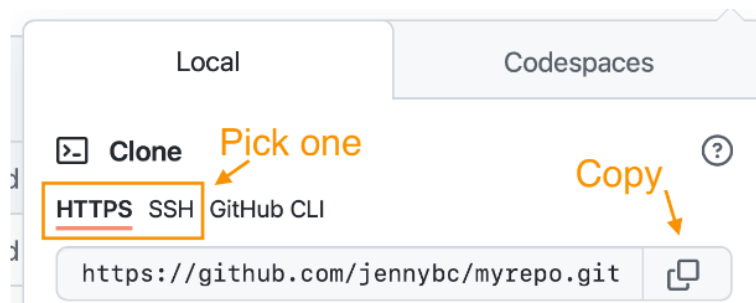 Local Codespaces
Clone Pick one
Copy
HTTPS SSH GitHub CLI
https://github.com/jennybc/myrepo.git